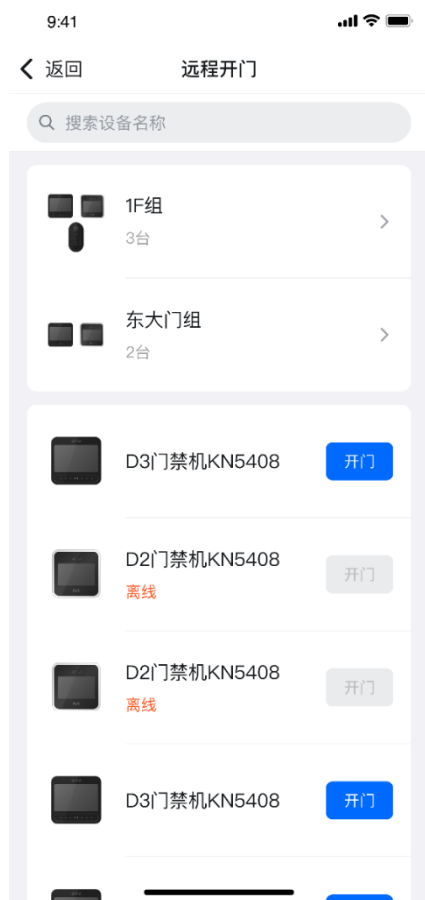 9:41
返回
远程开门
搜索设备名称
1F组
3台
东大门组
2台
D3门禁机KN5408
开门
D2门禁机KN5408
离线
开门
D2门禁机KN5408
离线
开门
D3门禁机KN5408
开门